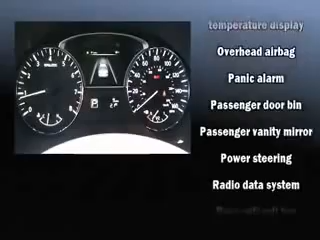 temperature display
Overhead airbag
Panic alarm
Passenger door bin
Passenger vanity mirror
Power steering
Radio data system